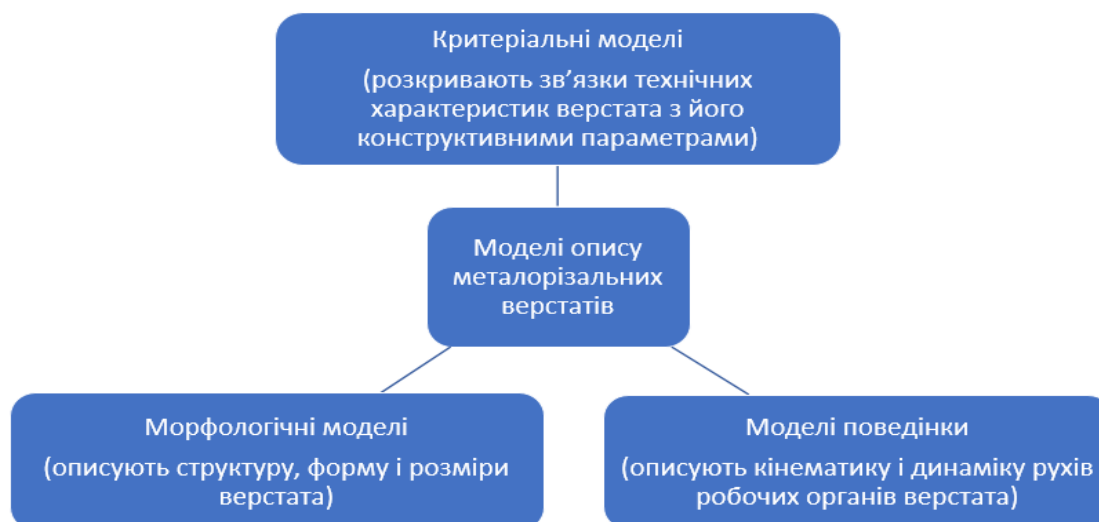 Критеріальні моделі
(розкривають зв’язки технічних
характеристик верстата з його
конструктивними параметрами)
Моделі опису
металорізальних
верстатів
Морфологічні моделі
(описують структуру, форму і розміри
верстата)
Моделі поведінки
(описують кінематику і динаміку рухів
робочих органів верстата)